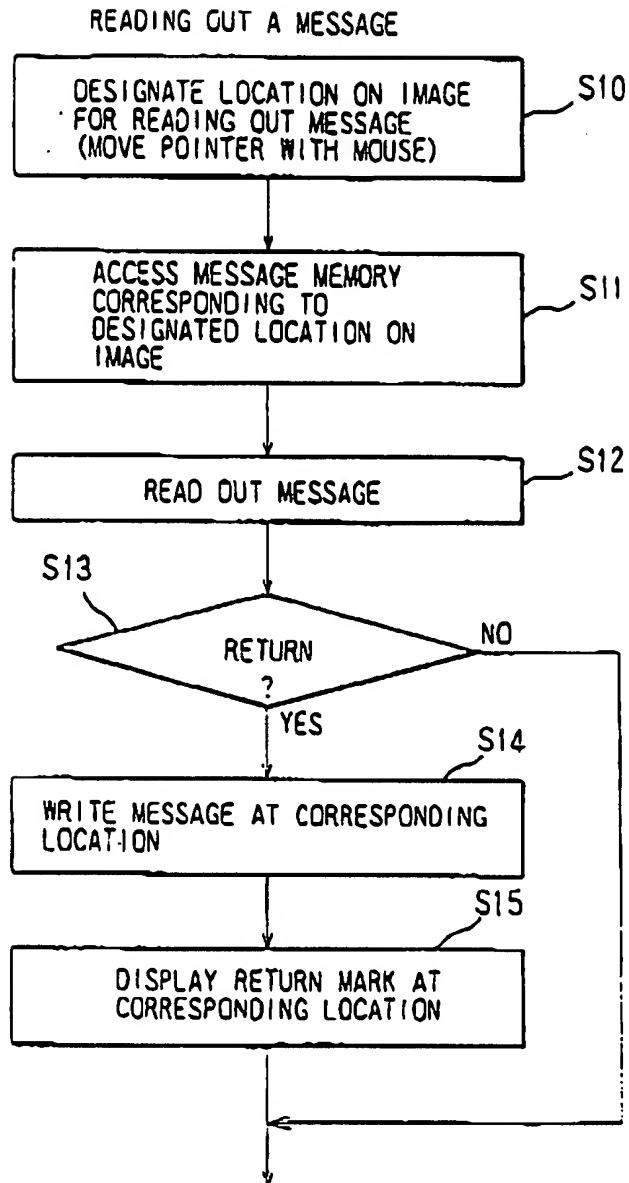 READING OUT A MESSAGE
DESIGNATE LOCATION ON IMAGE
FOR READING OUT MESSAGE
(MOVE POINTER WITH MOUSE)
S10
ACCESS MESSAGE MEMORY
CORRESPONDING TO
DESIGNATED LOCATION ON
IMAGE
S11
READ OUT MESSAGE
S12
S13
RETURN
?
NO
YES
S14
WRITE MESSAGE AT CORRESPONDING
LOCATION
S15
DISPLAY RETURN MARK AT
CORRESPONDING LOCATION